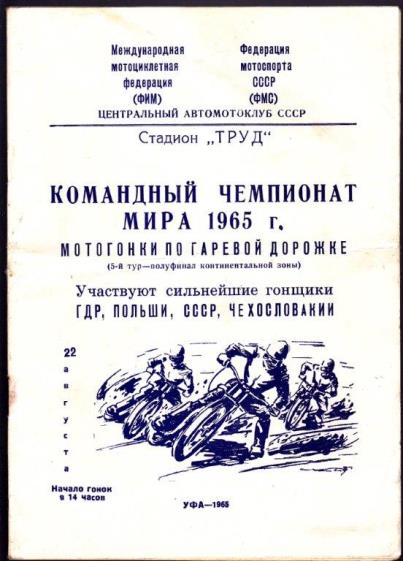 Международная
мотоциклетная
федерация
(ФИМ)
Федерация
мотоспорта
СССР
(ФМС)
ЦЕНТРАЛЬНЫЙ АВТОМОТОКЛУБ СССР
Стадион „ТРУД“
КОМАНДНЫЙ ЧЕМПИОНАТ
МИРА 1965 г.
МОТОГОНКИ ПО ГАРЕВОЙ ДОРОЖКЕ
(5-й тур—полуфинал континентальной зоны)
Участвуют сильнейшие гонщики
ГДР, ПОЛЬШИ, СССР, ЧЕХОСЛОВАКИИ
22
августа
Начало гонок
в 14 часов
УФА—1965